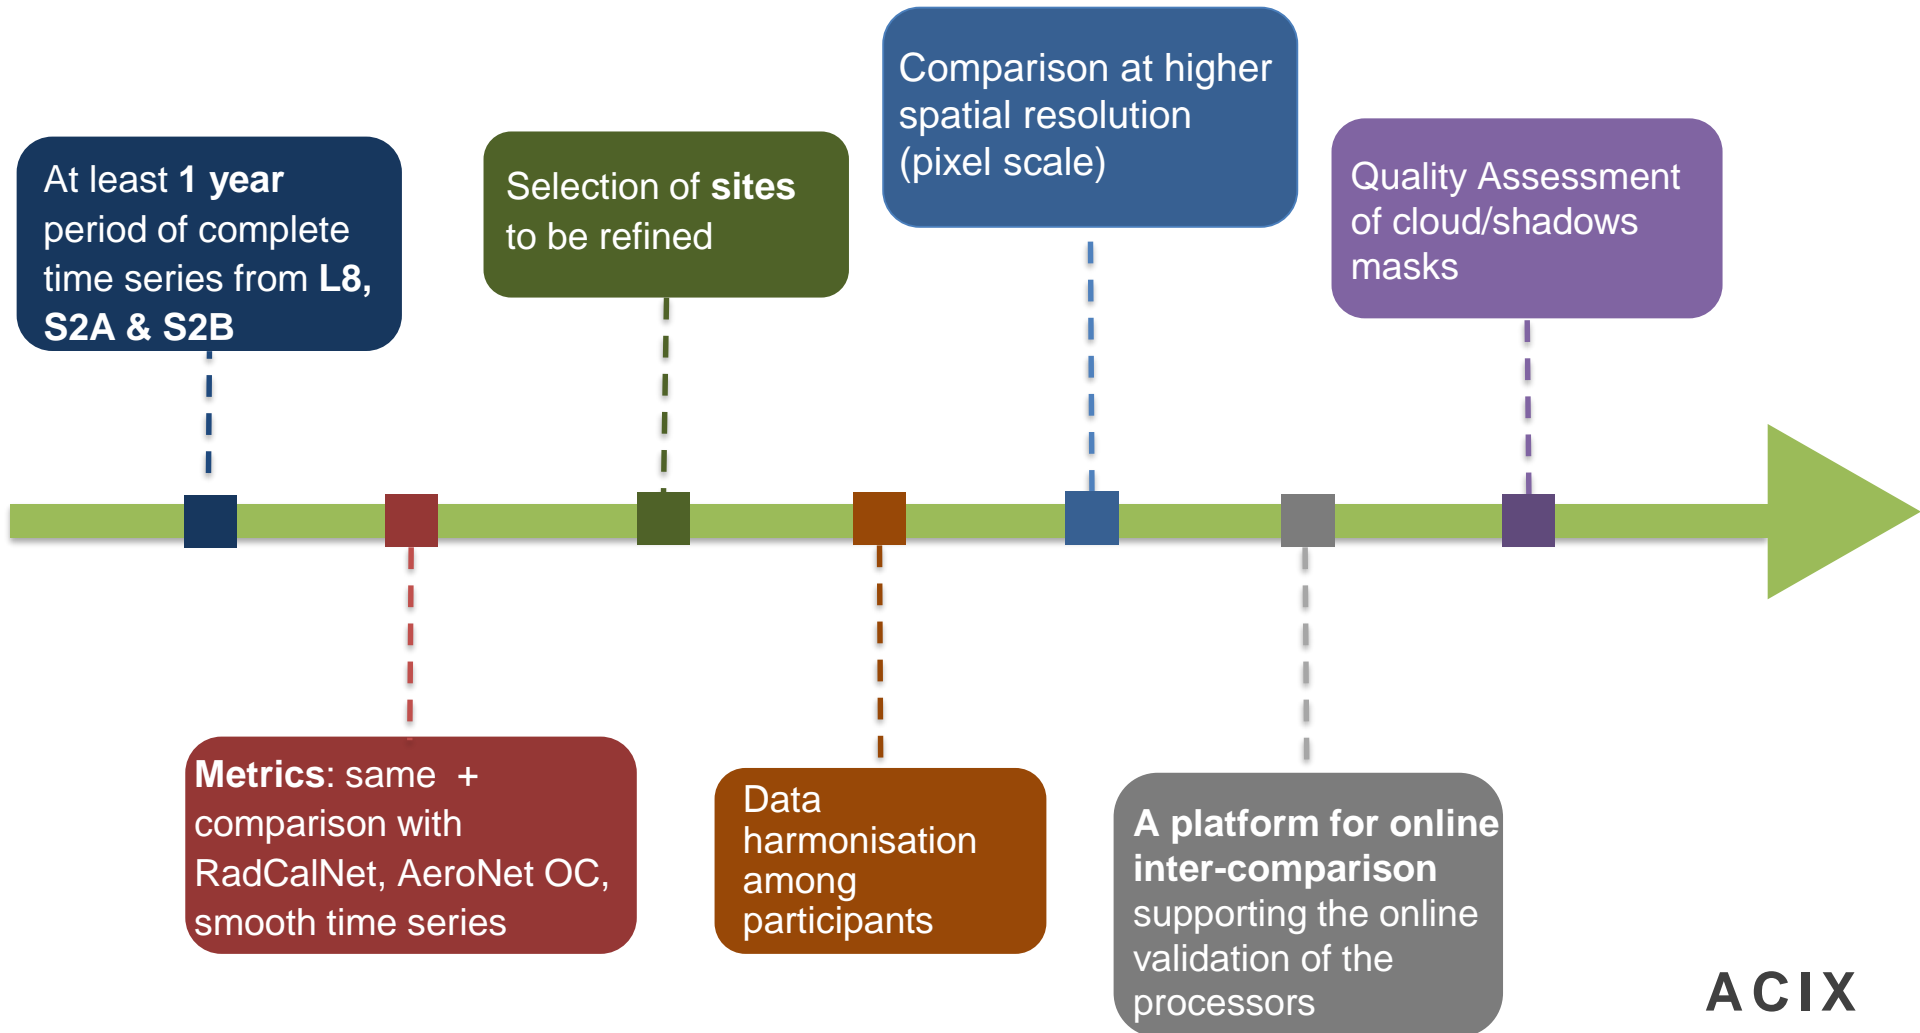 At least 1 year
period of complete
time series from L8,
S2A & S2B
Selection of sites
to be refined
Comparison at higher
spatial resolution
(pixel scale)
Quality Assessment
of cloud/shadows
masks
Metrics: same  +
comparison with
RadCalNet, AeroNet OC,
smooth time series
Data
harmonisation
among
participants
A platform for online
inter-comparison
supporting the online
validation of the
processors
ACIX